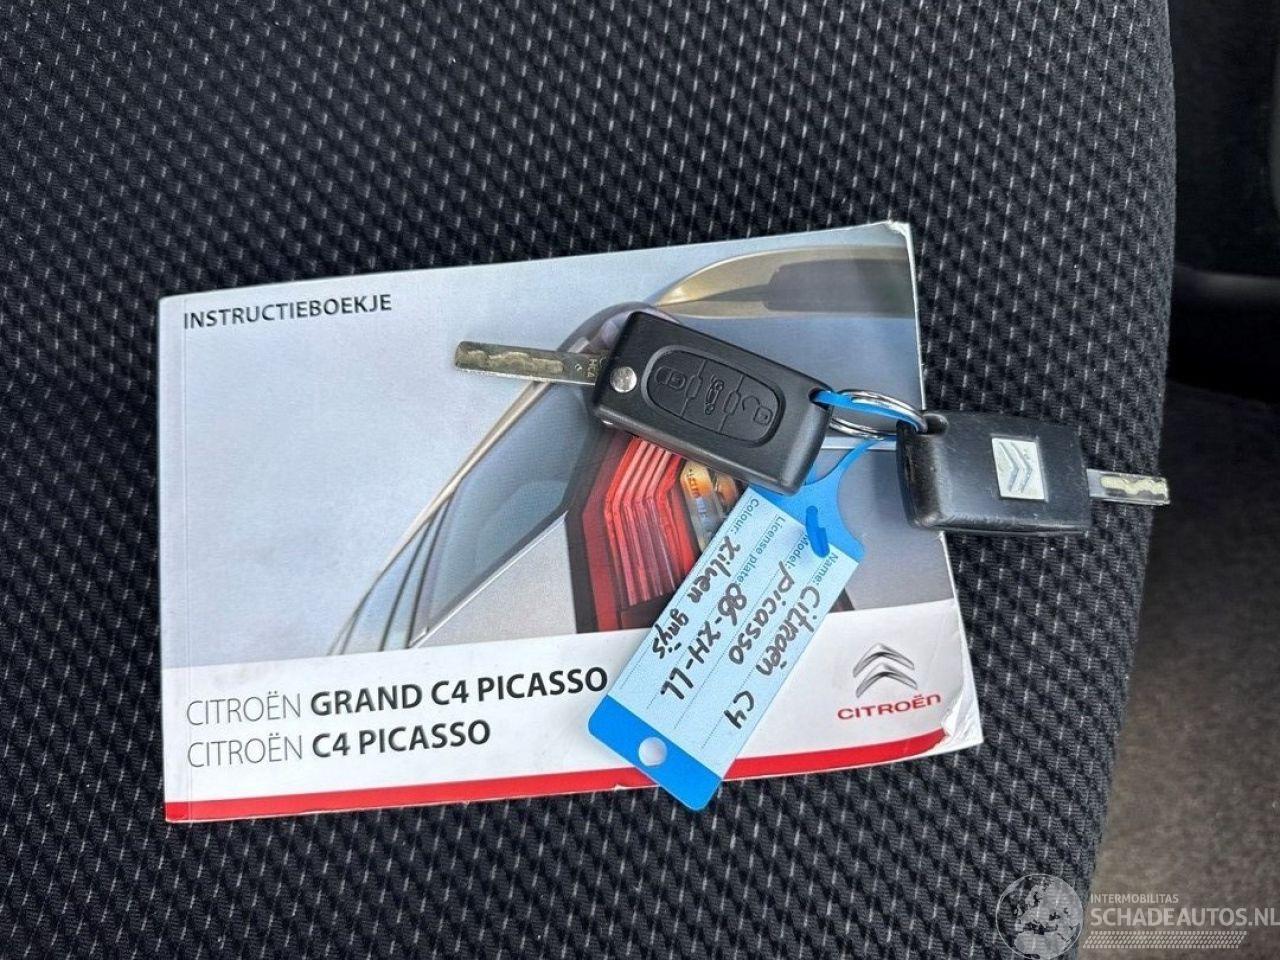 INSTRUCTIEBOEKJE
CITROËN GRAND C4 PICASSO
CITROËN C4 PICASSO
CITROËN
Name: Citroën C4
Model: Picasso
License plate: 86-XH-LL
Colour: Zilver grijs
INTERMOBILITAS
SCHADEAUTOS.NL